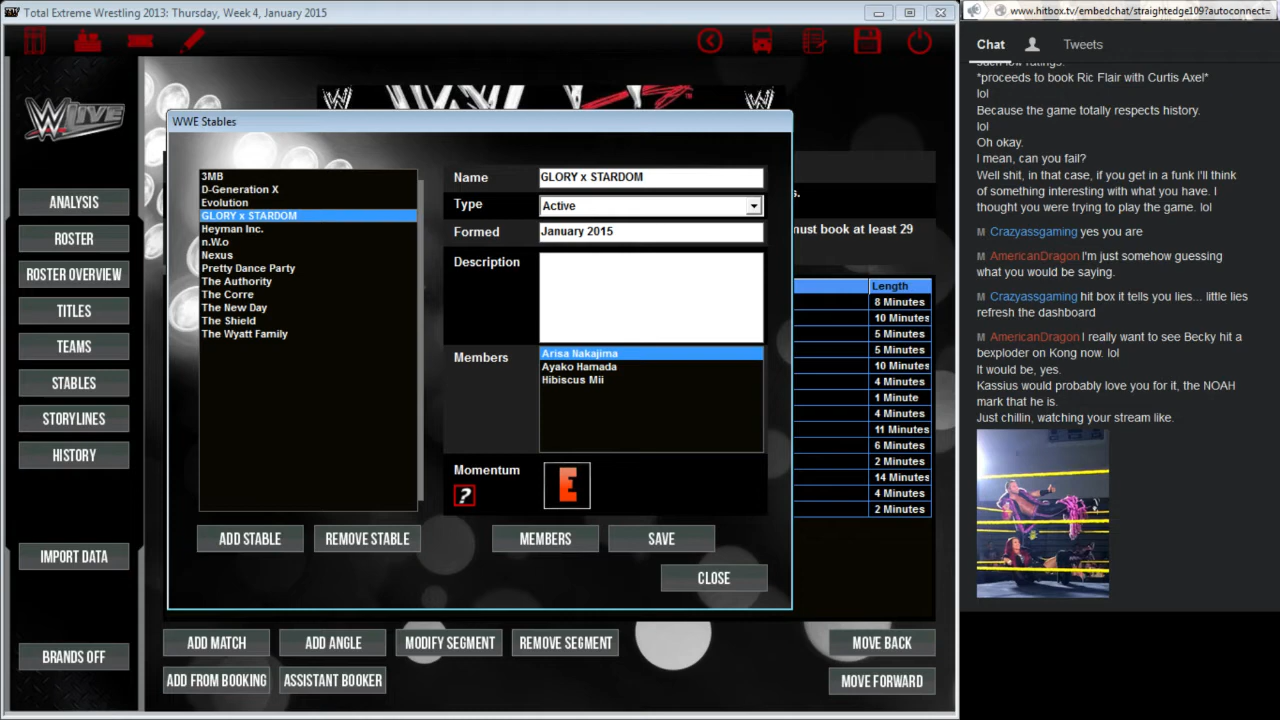 Total Extreme Wrestling 2013: Thursday, Week 4, January 2015
www.hitbox.tv/embedchat/straightedge109?autoconnect=
W LIVE
ANALYSIS
ROSTER
ROSTER OVERVIEW
TITLES
TEAMS
STABLES
STORYLINES
HISTORY
IMPORT DATA
BRANDS OFF
WWE Stables
3MB
D-Generation X
Evolution
GLORY x STARDOM
Heyman Inc.
n.W.o
Nexus
Pretty Dance Party
The Authority
The Corre
The New Day
The Shield
The Wyatt Family
Name
GLORY x STARDOM
Type
Active
Formed
January 2015
Description
Members
Arisa Nakajima
Ayako Hamada
Hibiscus Mii
Momentum
?
E
ADD STABLE
REMOVE STABLE
MEMBERS
SAVE
CLOSE
s.
must book at least 29
Length
8 Minutes
10 Minutes
5 Minutes
5 Minutes
10 Minutes
4 Minutes
1 Minute
4 Minutes
11 Minutes
6 Minutes
2 Minutes
14 Minutes
4 Minutes
2 Minutes
ADD MATCH
ADD ANGLE
MODIFY SEGMENT
REMOVE SEGMENT
MOVE BACK
ADD FROM BOOKING
ASSISTANT BOOKER
MOVE FORWARD
Chat
Tweets
such low ratings.
*proceeds to book Ric Flair with Curtis Axel*
lol
Because the game totally respects history.
lol
Oh okay.
I mean, can you fail?
Well shit, in that case, if you get in a funk I'll think
of something interesting with what you have. I
thought you were trying to play the game. lol
M Crazyassgaming yes you are
M AmericanDragon I'm just somehow guessing
what you would be saying.
M Crazyassgaming hit box it tells you lies... little lies
refresh the dashboard
M AmericanDragon I really want to see Becky hit a
bexploder on Kong now. lol
It would be, yes.
Kassius would probably love you for it, the NOAH
mark that he is.
Just chillin, watching your stream like.